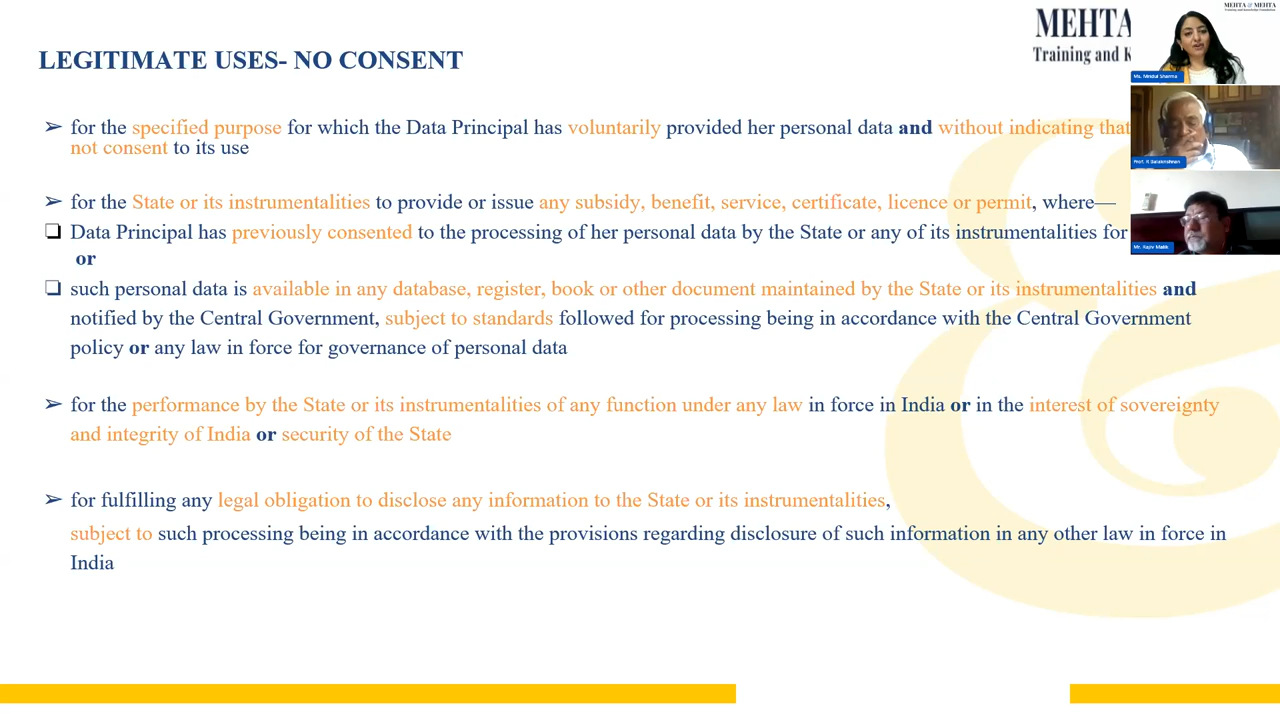 MEHTA & MEHTA
MEHTA
Training and K
LEGITIMATE USES- NO CONSENT
Ms. Mridul Sharma
➢ for the specified purpose for which the Data Principal has voluntarily provided her personal data and without indicating that
not consent to its use
Prof. R Balakrishnan
➢ for the State or its instrumentalities to provide or issue any subsidy, benefit, service, certificate, licence or permit, where—
❏ Data Principal has previously consented to the processing of her personal data by the State or any of its instrumentalities for
or
Mr. Rajiv Malik
❏ such personal data is available in any database, register, book or other document maintained by the State or its instrumentalities and
notified by the Central Government, subject to standards followed for processing being in accordance with the Central Government
policy or any law in force for governance of personal data
➢ for the performance by the State or its instrumentalities of any function under any law in force in India or in the interest of sovereignty
and integrity of India or security of the State
➢ for fulfilling any legal obligation to disclose any information to the State or its instrumentalities,
subject to such processing being in accordance with the provisions regarding disclosure of such information in any other law in force in
India